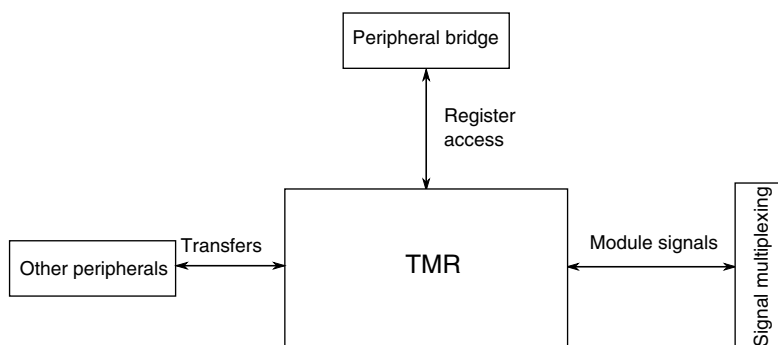 Peripheral bridge
Register
access
Transfers
Other peripherals
TMR
Module signals
Signal multiplexing